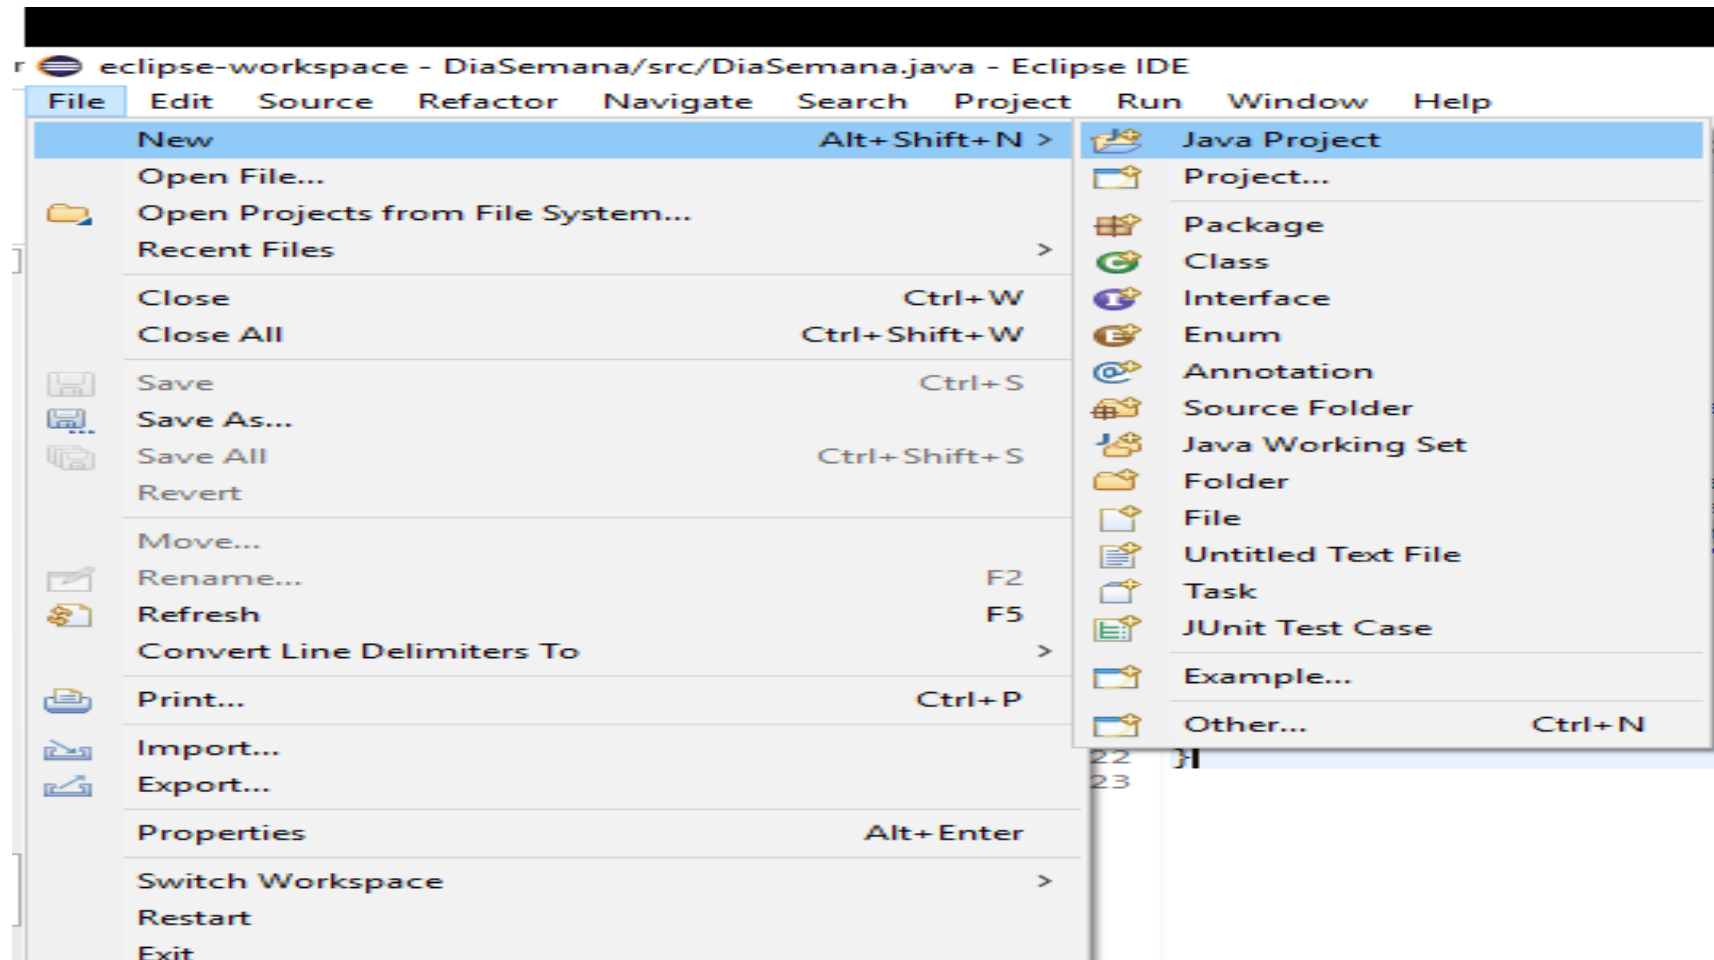 r eclipse-workspace - DiaSemana/src/DiaSemana.java - Eclipse IDE
File Edit Source Refactor Navigate Search Project Run Window Help
New Alt+Shift+N >
Open File...
Open Projects from File System...
Recent Files >
Close Ctrl+W
Close All Ctrl+Shift+W
Save Ctrl+S
Save As...
Save All Ctrl+Shift+S
Revert
Move...
Rename... F2
Refresh F5
Convert Line Delimiters To >
Print... Ctrl+P
Import...
Export...
Properties Alt+Enter
Switch Workspace >
Restart
Exit
Java Project
Project...
Package
Class
Interface
Enum
Annotation
Source Folder
Java Working Set
Folder
File
Untitled Text File
Task
JUnit Test Case
Example...
Other... Ctrl+N
22 }
23